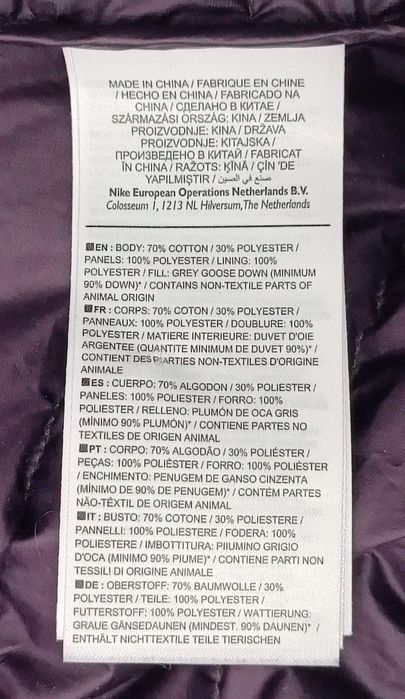 MADE IN CHINA / FABRIQUE EN CHINE
/ HECHO EN CHINA / FABRICADO NA
CHINA / СДЕЛАНО В КИТАЕ /
SZÁRMAZÁSI ORSZÁG: KINA / ZEMLJA
PROIZVODNJE: KINA / DRŽAVA
PROIZVODNJE: KITAJSKA /
ПРОИЗВЕДЕНО В КИТАЙ / FABRICAT
ÎN CHINA / RAŽOTS: ĶĪNĀ / ÇİN 'DE
YAPILMIŞTIR / صنع في الصين
Nike European Operations Netherlands B.V.
Colosseum 1, 1213 NL Hilversum, The Netherlands
EN : BODY: 70% COTTON / 30% POLYESTER /
PANELS: 100% POLYESTER / LINING: 100%
POLYESTER / FILL: GREY GOOSE DOWN (MINIMUM
90% DOWN)* / CONTAINS NON-TEXTILE PARTS OF
ANIMAL ORIGIN
FR : CORPS: 70% COTON / 30% POLYESTER /
PANNEAUX: 100% POLYESTER / DOUBLURE: 100%
POLYESTER / MATIERE INTERIEURE: DUVET D'OIE
ARGENTEE (QUANTITE MINIMUM DE DUVET 90%)* /
CONTIENT DES PARTIES NON-TEXTILES D'ORIGINE
ANIMALE
ES : CUERPO: 70% ALGODON / 30% POLIESTER /
PANELES: 100% POLIESTER / FORRO: 100%
POLIESTER / RELLENO: PLUMÓN DE OCA GRIS
(MÍNIMO 90% PLUMÓN)* / CONTIENE PARTES NO
TEXTILES DE ORIGEN ANIMAL
PT : CORPO: 70% ALGODÃO / 30% POLIÉSTER /
PEÇAS: 100% POLIÉSTER / FORRO: 100% POLIÉSTER
/ ENCHIMENTO: PENUGEM DE GANSO CINZENTA
(MÍNIMO DE 90% DE PENUGEM)* / CONTÉM PARTES
NÃO-TÊXTIL DE ORIGEM ANIMAL
IT : BUSTO: 70% COTONE / 30% POLIESTERE /
PANNELLI: 100% POLIESTERE / FODERA: 100%
POLIESTERE / IMBOTTITURA: PIIUMINO GRIGIO
D'OCA (MINIMO 90% PIUME)* / CONTIENE PARTI NON
TESSILI DI ORIGINE ANIMALE
DE : OBERSTOFF: 70% BAUMWOLLE / 30%
POLYESTER / TEILE: 100% POLYESTER /
FUTTERSTOFF: 100% POLYESTER / WATTIERUNG:
GRAUE GÄNSEDAUNEN (MINDEST. 90% DAUNEN)* /
ENTHÄLT NICHTTEXTILE TEILE TIERISCHEN